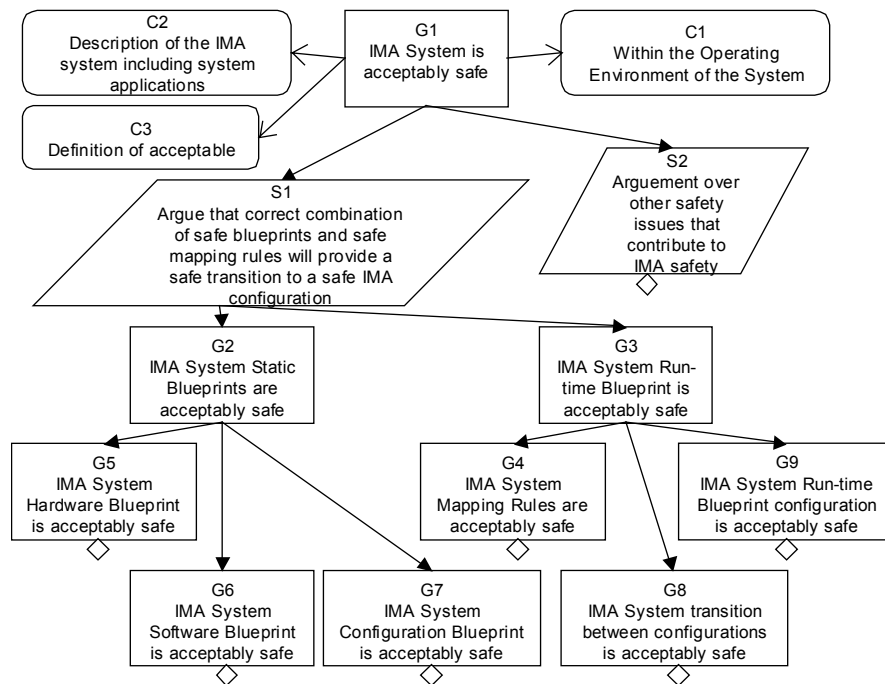 C2
Description of the IMA
system including system
applications
G1
IMA System is
acceptably safe
C1
Within the Operating
Environment of the System
C3
Definition of acceptable
S1
Argue that correct combination
of safe blueprints and safe
mapping rules will provide a
safe transition to a safe IMA
configuration
S2
Arguement over
other safety
issues that
contribute to
IMA safety
G2
IMA System Static
Blueprints are
acceptably safe
G3
IMA System Run-
time Blueprint is
acceptably safe
G5
IMA System
Hardware Blueprint
is acceptably safe
G4
IMA System
Mapping Rules are
acceptably safe
G9
IMA System Run-time
Blueprint configuration
is acceptably safe
G6
IMA System
Software Blueprint
is acceptably safe
G7
IMA System
Configuration Blueprint
is acceptably safe
G8
IMA System transition
between configurations
is acceptably safe